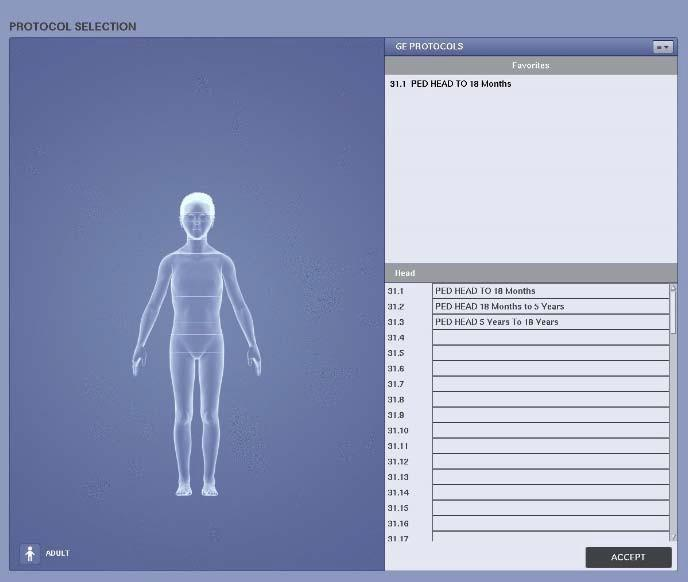 PROTOCOL SELECTION
GE PROTOCOLS
Favorites
31.1 PED HEAD TO 18 Months
Head
31.1 PED HEAD TO 18 Months
31.2 PED HEAD 18 Months to 5 Years
31.3 PED HEAD 5 Years To 18 Years
31.4
31.5
31.6
31.7
31.8
31.9
31.10
31.11
31.12
31.13
31.14
31.15
31.16
31.17
ADULT
ACCEPT